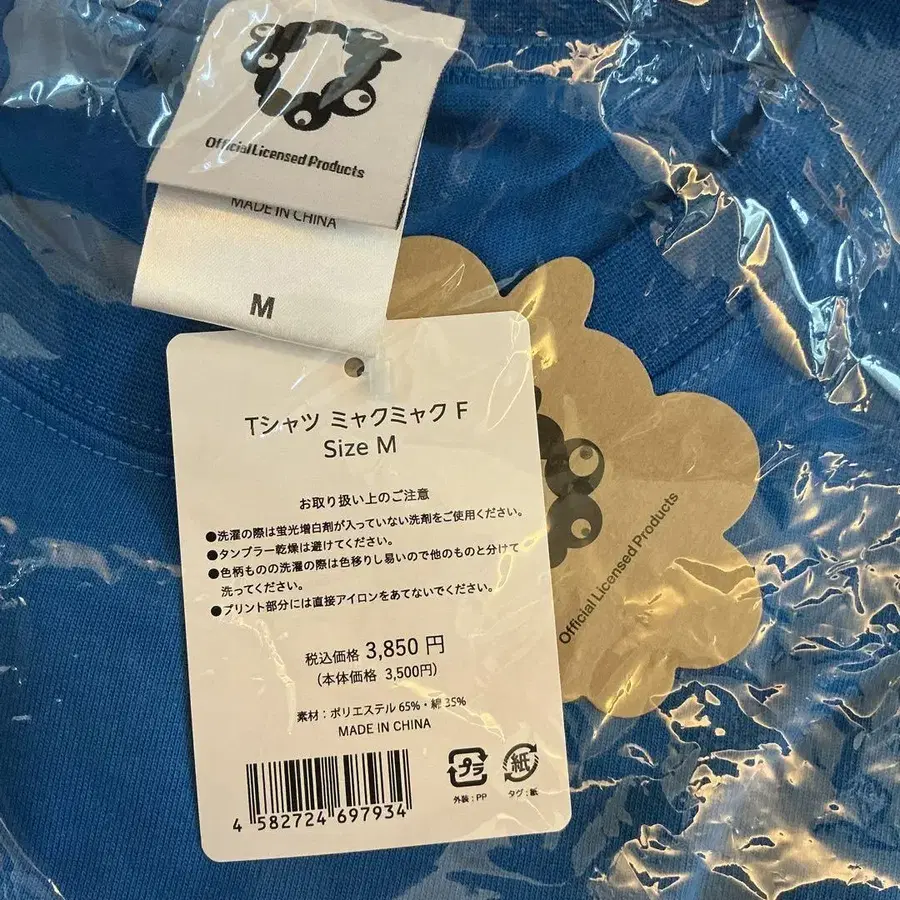 Official Licensed Products
MADE IN CHINA
M
Tシャツ ミャクミャク F
Size M
お取り扱い上のご注意
●洗濯の際は蛍光増白剤が入っていない洗剤をご使用ください。
●タンブラー乾燥は避けてください。
●色柄ものの洗濯の際は色移りし易いので他のものと分けて
洗ってください。
●プリント部分には直接アイロンをあてないでください。
税込価格 3,850 円
(本体価格 3,500円)
素材：ポリエステル 65%・綿 35%
MADE IN CHINA
4 582724 697934
プラ
外装：PP
紙
タグ：紙
Official Licensed Products